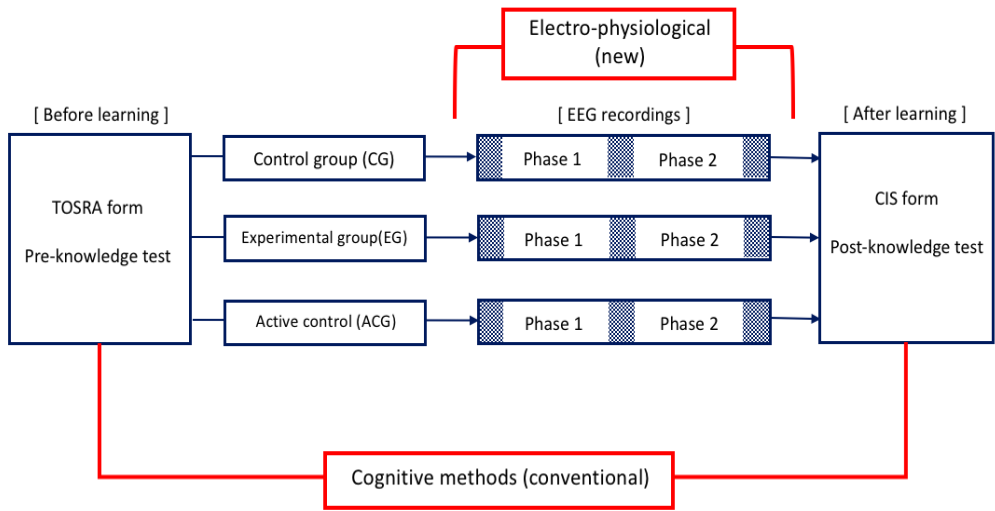 Electro-physiological
(new)
[ Before learning ]
[ EEG recordings ]
[ After learning ]
TOSRA form
Pre-knowledge test
Control group (CG)
Phase 1
Phase 2
Experimental group(EG)
Phase 1
Phase 2
Active control (ACG)
Phase 1
Phase 2
CIS form
Post-knowledge test
Cognitive methods (conventional)